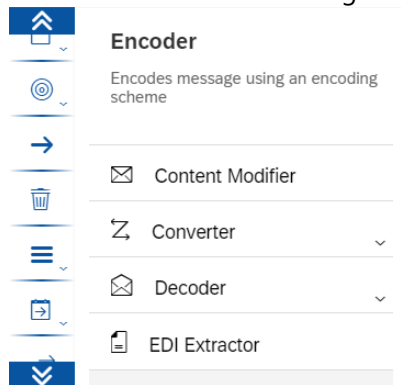 Encoder
Encodes message using an encoding
scheme
Content Modifier
Converter
Decoder
EDI Extractor